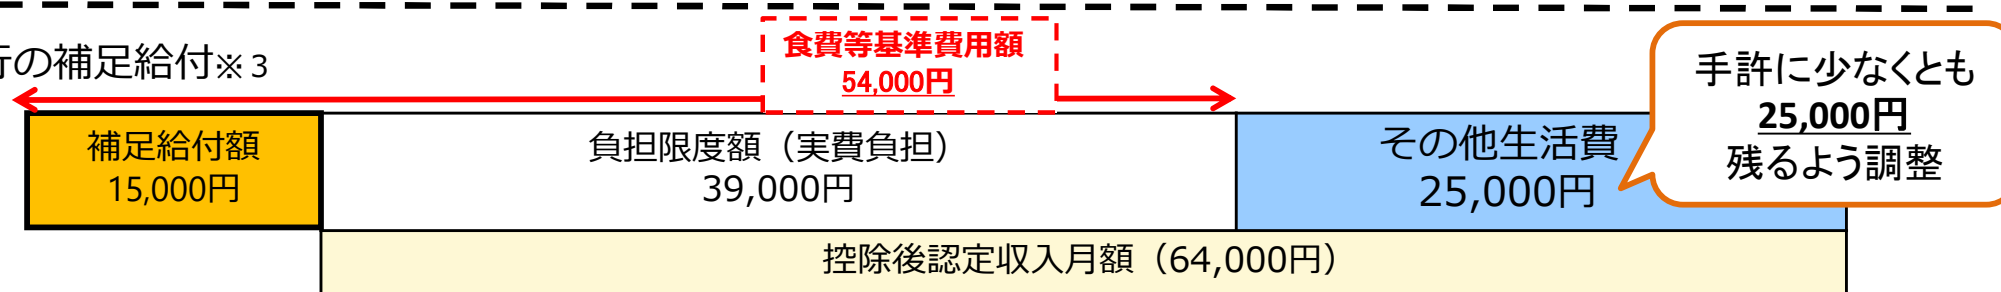 の補足給付※3
食費等基準費用額
54,000円
手許に少なくとも
25,000円
残るよう調整
補足給付額
15,000円
負担限度額（実費負担）
39,000円
その他生活費
25,000円
控除後認定収入月額（64,000円）